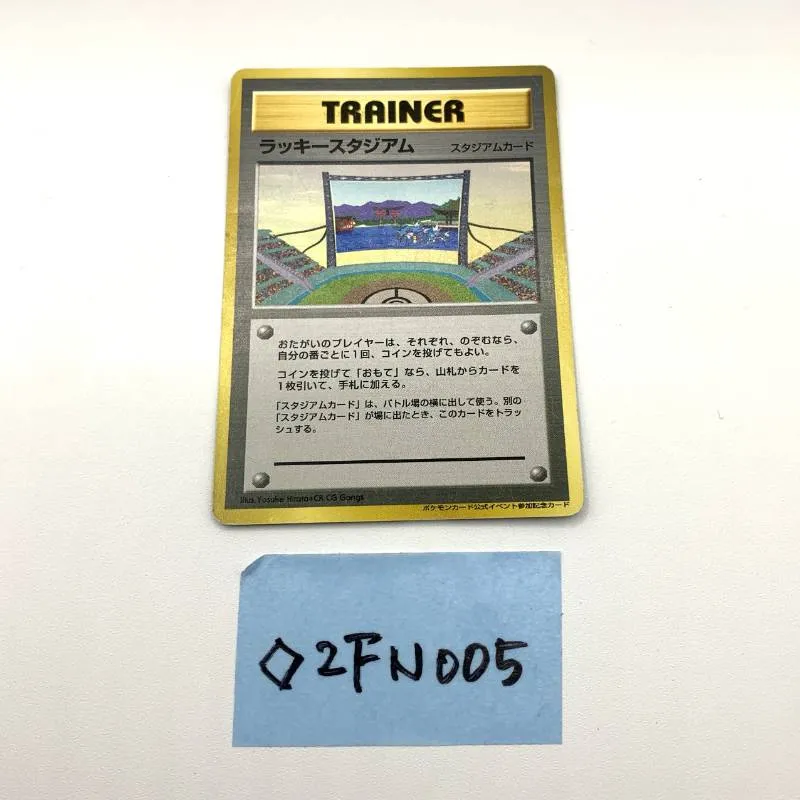 TRAINER
ラッキースタジアム スタジアムカード
おたがいのプレイヤーは、それぞれ、のぞむなら、
自分の番ごとに1回、コインを投げてもよい。
コインを投げて「おもて」なら、山札からカードを
1枚引いて、手札に加える。
「スタジアムカード」は、バトル場の横に出して使う。別の
「スタジアムカード」が場に出たとき、このカードをトラッ
シュする。
Illus. Yosuke Hirata+CR CG Gangs
ポケモンカード公式イベント参加記念カード
◇2FN005